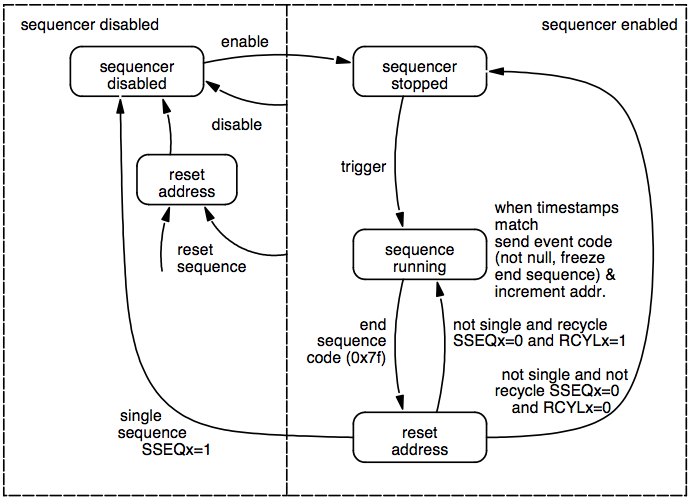 sequencer disabled
sequencer enabled
enable
sequencer
disabled
sequencer
stopped
disable
trigger
reset
address
reset
sequence
when timestamps
match
send event code
(not null, freeze
end sequence) &
increment addr.
sequence
running
end
sequence
code (0x7f)
not single and recycle
SSEQx=0 and RCYLx=1
not single and not
recycle SSEQx=0
and RCYLx=0
single
sequence
SSEQx=1
reset
address